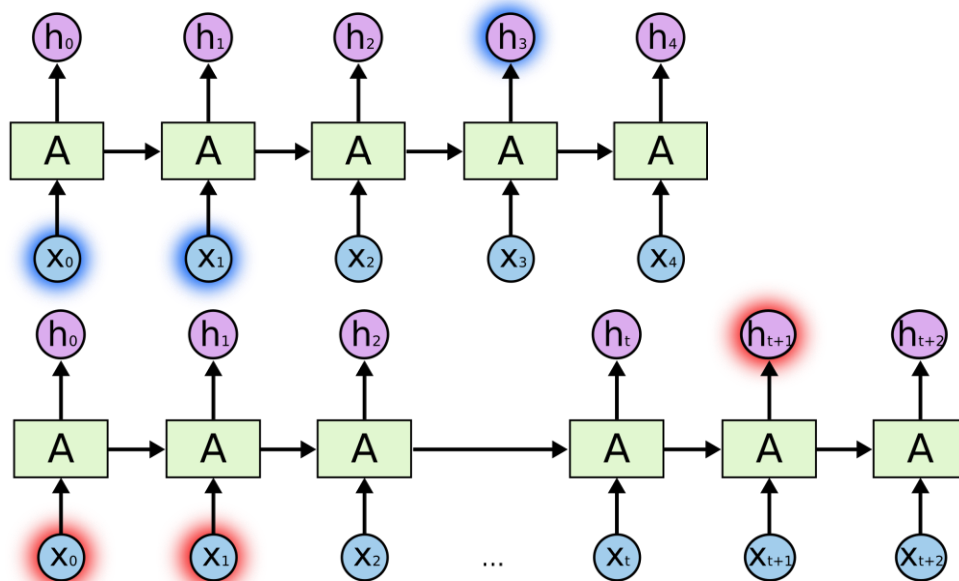 h₀ h₁ h₂ h₃ h₄
A A A A A
x₀ x₁ x₂ x₃ x₄
h₀ h₁ h₂ hₜ hₜ₊₁ hₜ₊₂
A A A A A A
x₀ x₁ x₂ ... xₜ xₜ₊₁ xₜ₊₂